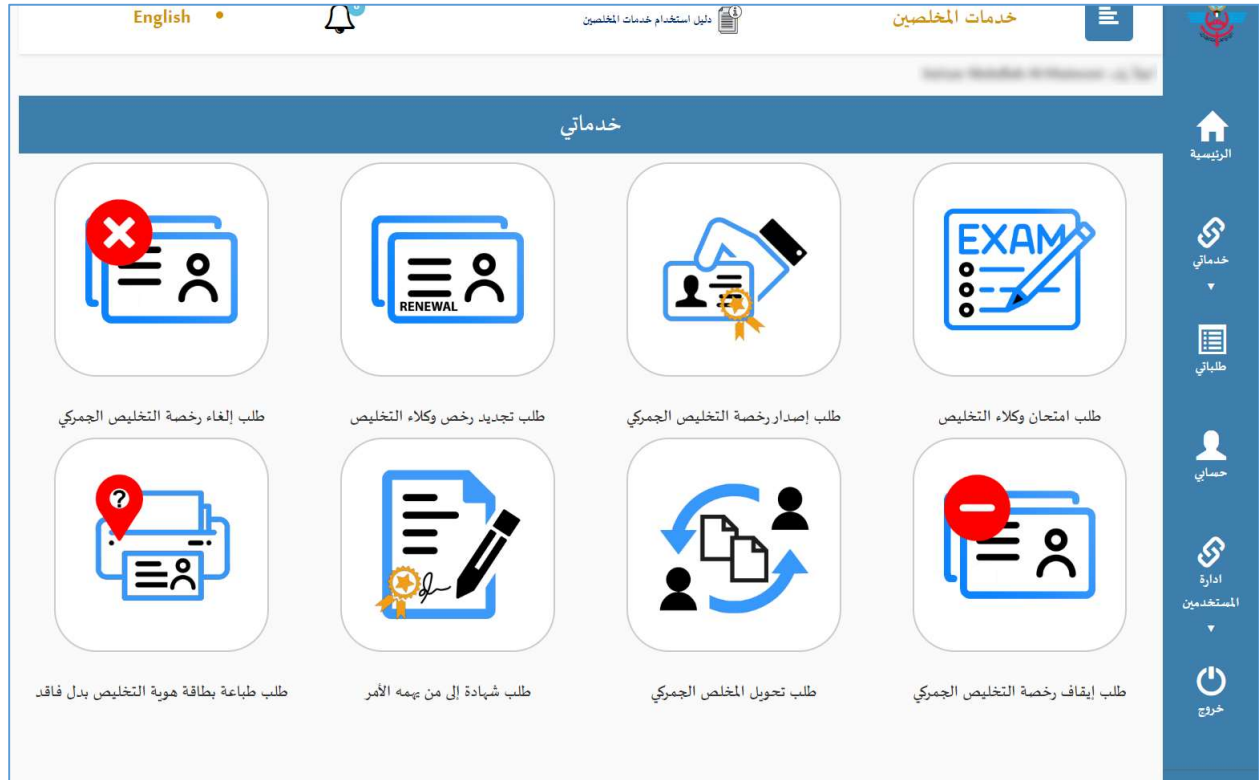 خدمات المخلصين
دليل استخدام خدمات المخلصين
English
خدماتي
EXAM
RENEWAL
طلب امتحان وكلاء التخليص
طلب إصدار رخصة التخليص الجمركي
طلب تجديد رخص وكلاء التخليص
طلب إلغاء رخصة التخليص الجمركي
?
طلب إيقاف رخصة التخليص الجمركي
طلب تحويل المخلص الجمركي
طلب شهادة إلى من يهمه الأمر
طلب طباعة بطاقة هوية التخليص بدل فاقد
الرئيسية
خدماتي
طلباتي
حسابي
ادارة
المستخدمين
خروج